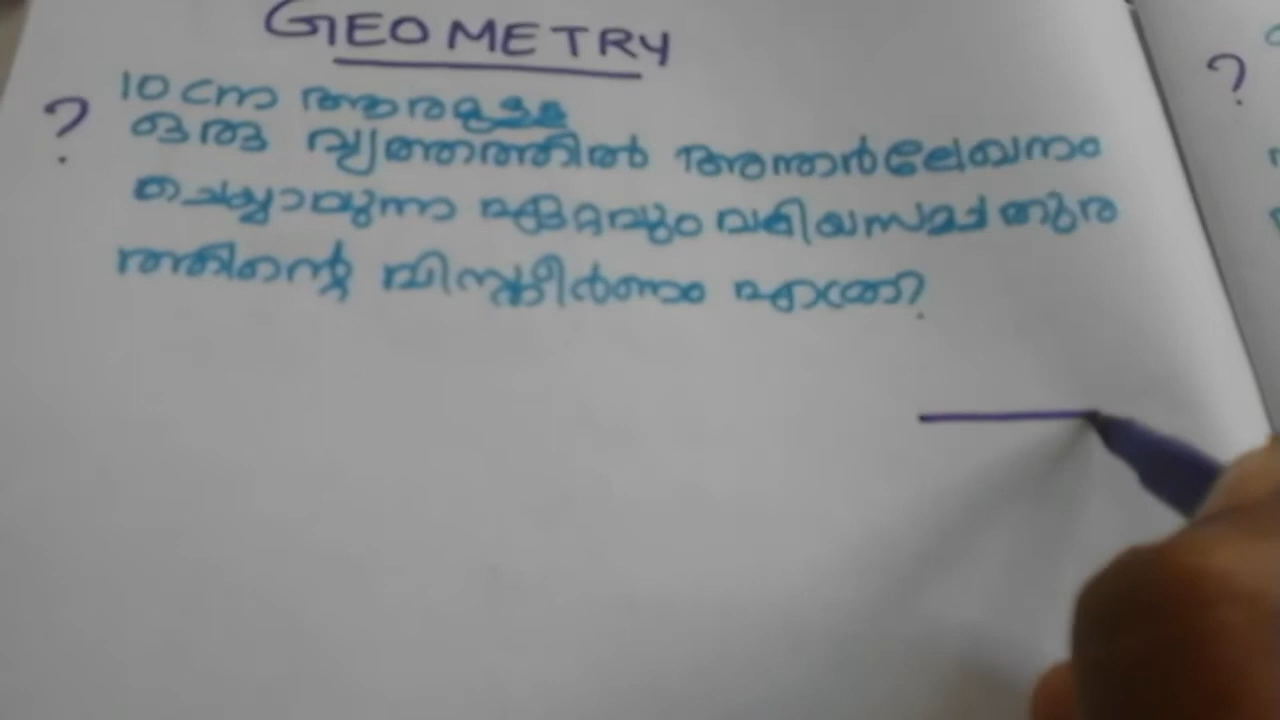 GEOMETRY
? 10 cm ആരമുള്ള
ഒരു വൃത്തത്തിൽ അന്തർലേഖനം
ചെയ്യാവുന്ന ഏറ്റവും വലിയ സമചതുര
ത്തിന്റെ വിസ്തീർണം എത്ര?
?